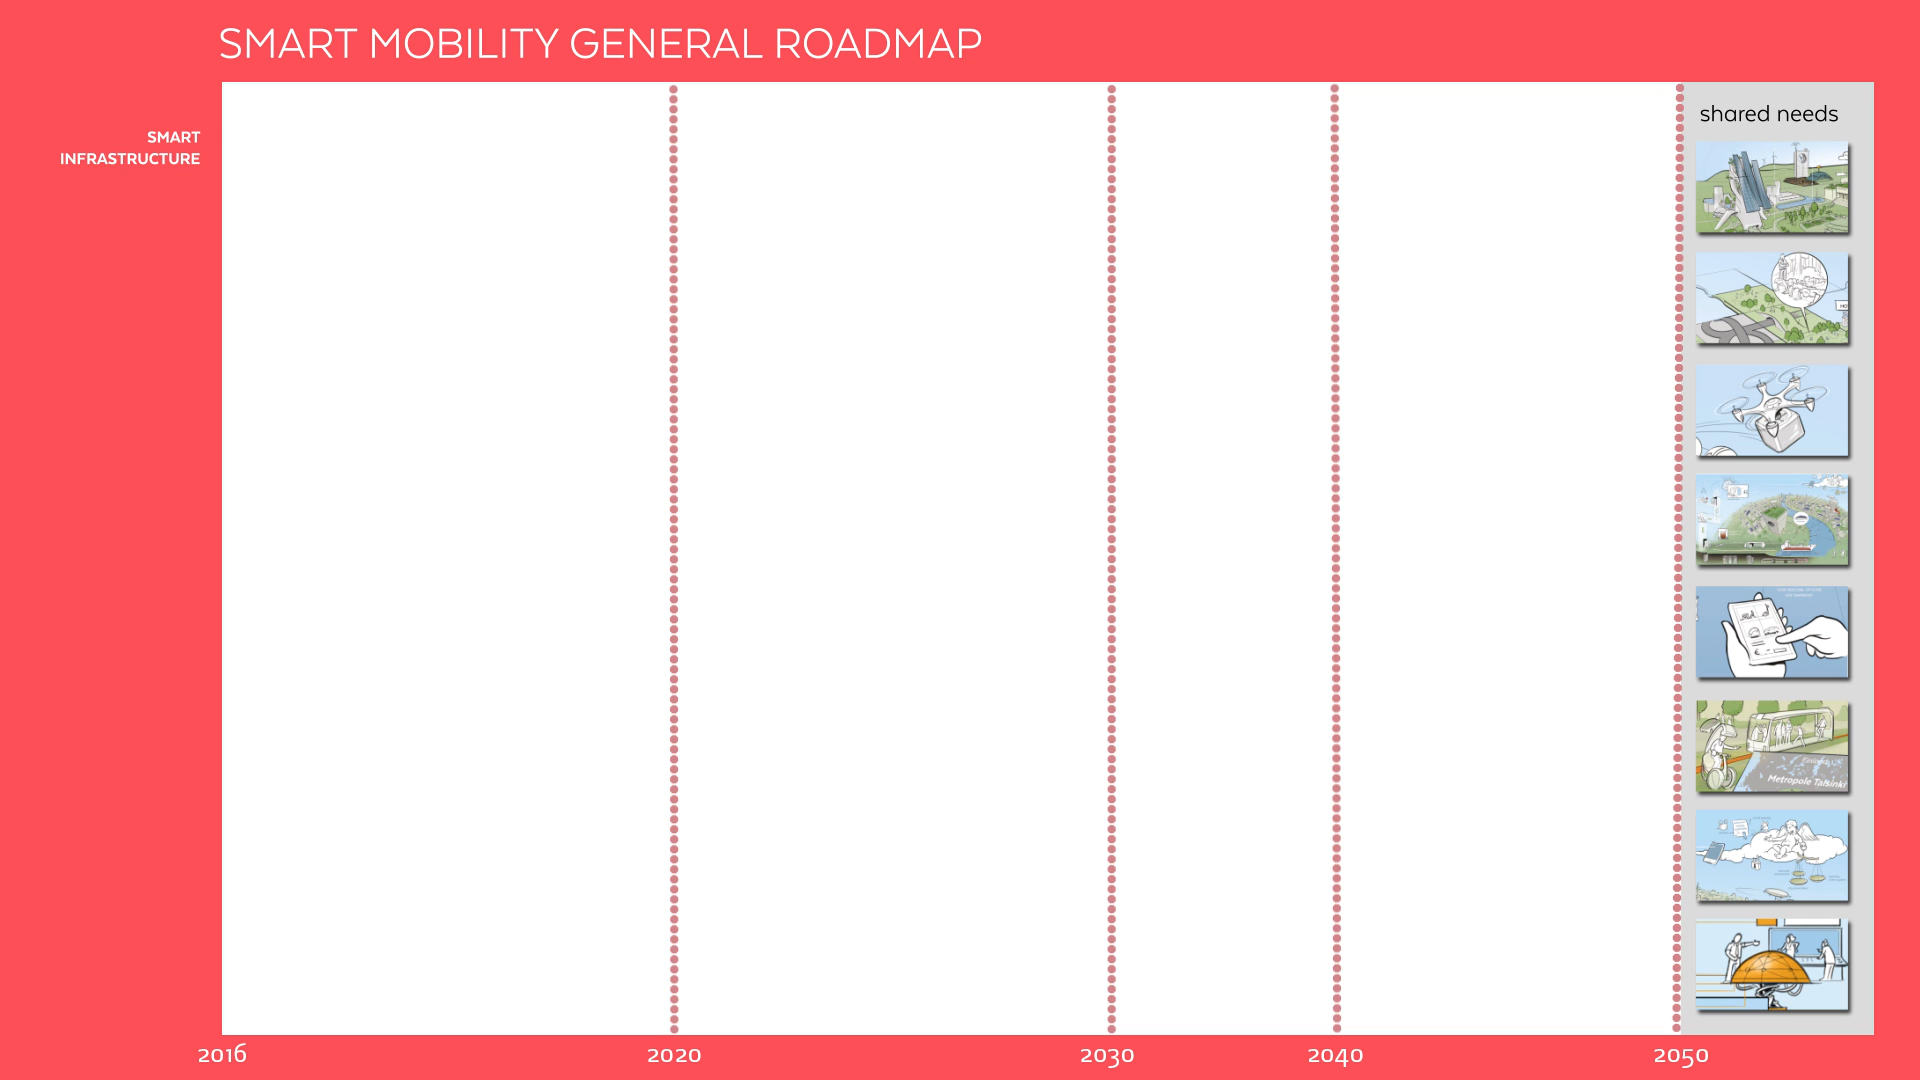 SMART MOBILITY GENERAL ROADMAP
SMART
INFRASTRUCTURE
shared needs
Metropole Talsinki
2016
2020
2030
2040
2050